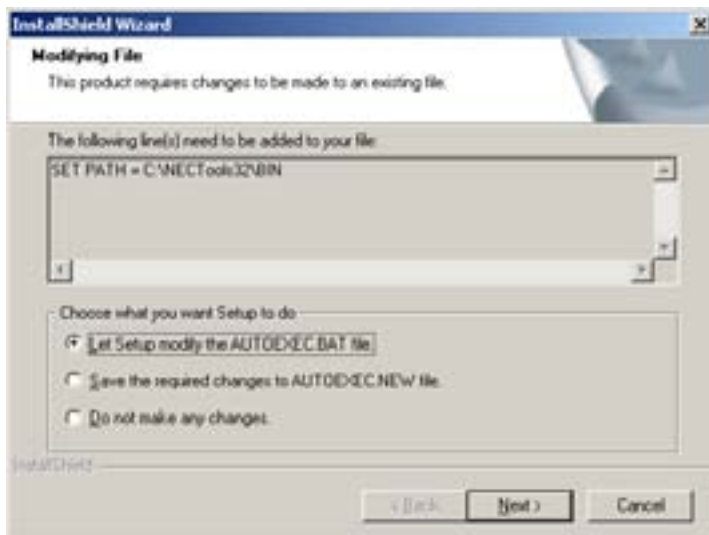 InstallShield Wizard
Modifying File
This product requires changes to be made to an existing file.
The following line(s) need to be added to your file:
SET PATH = C:\NECTools32\BIN
Choose what you want Setup to do
Let Setup modify the AUTOEXEC.BAT file.
Save the required changes to AUTOEXEC.NEW file.
Do not make any changes.
InstallShield
< Back
Next >
Cancel